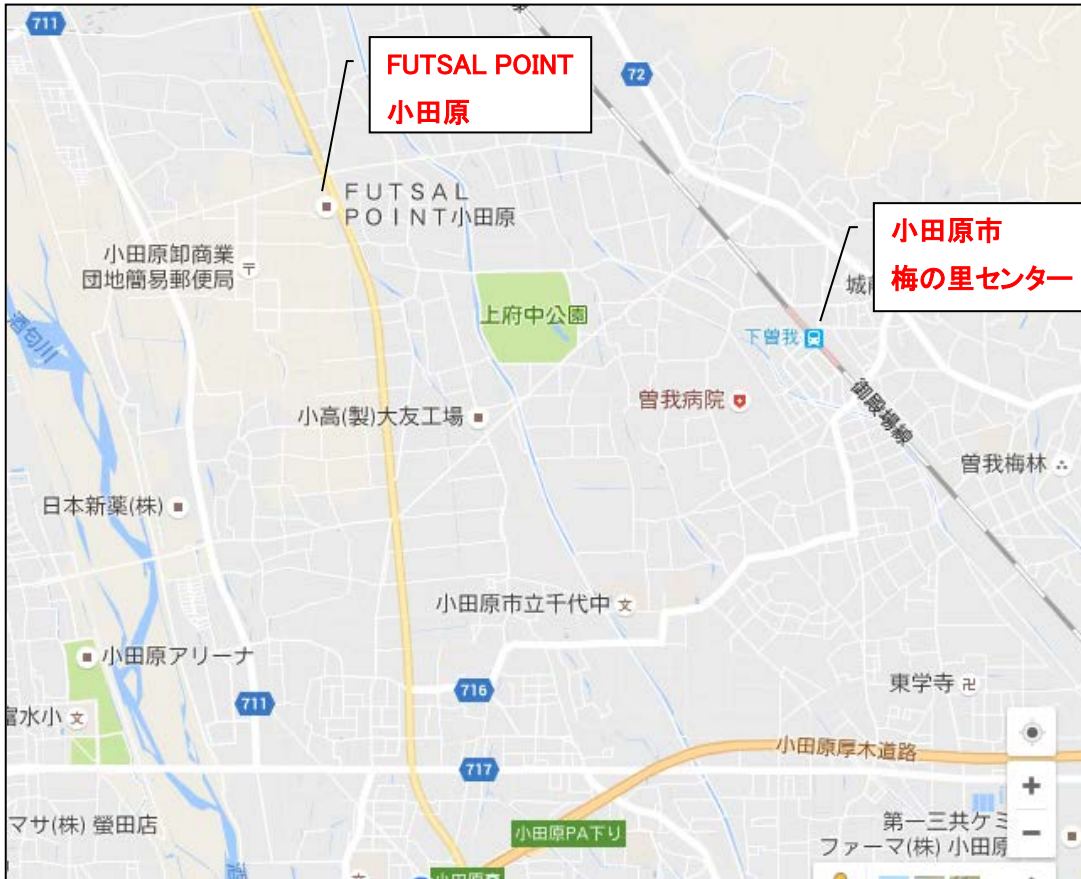 711
FUTSAL POINT
小田原
72
FUTSAL
POINT小田原
小田原市
梅の里センター
小田原卸商業
団地簡易郵便局
城前
酒匂川
上府中公園
下曽我
曽我病院
御殿場線
小高(製)大友工場
曽我梅林
日本新薬(株)
小田原市立千代中
文
小田原アリーナ
東学寺
716
711
富水小
文
小田原厚木道路
717
マサ(株) 螢田店
小田原PA下り
第一三共ケミ
ファーマ(株) 小田原